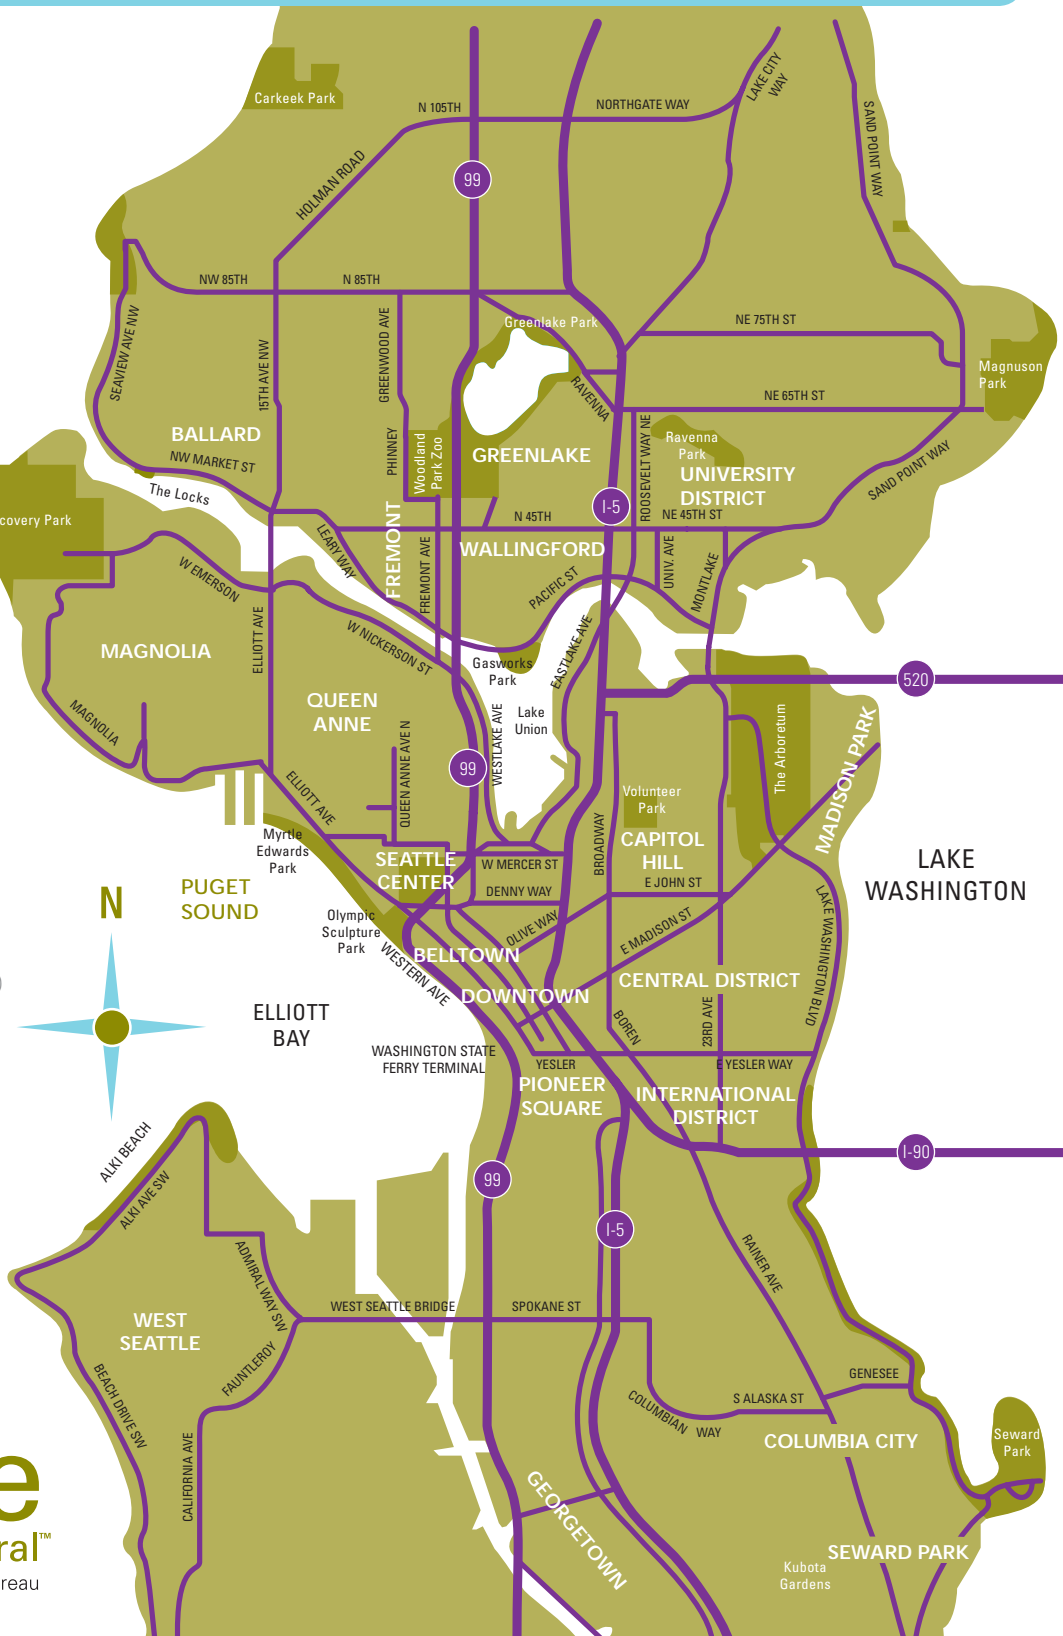 Carkeek Park
N 105TH
NORTHGATE WAY
LAKE CITY
WAY
SAND POINT WAY
HOLMAN ROAD
99
NW 85TH
N 85TH
SEAVIEW AVE NW
15TH AVE NW
GREENWOOD AVE
Greenlake Park
NE 75TH ST
Magnuson
Park
RAVENNA
NE 65TH ST
BALLARD
NW MARKET ST
The Locks
PHINNEY
Woodland
Park Zoo
GREENLAKE
ROOSEVELT WAY NE
Ravenna
Park
UNIVERSITY
DISTRICT
SAND POINT WAY
I-5
NE 45TH ST
N 45TH
covery Park
LEARY WAY
FREMONT
FREMONT AVE
WALLINGFORD
UNIV. AVE
MONTLAKE
PACIFIC ST
W EMERSON
W NICKERSON ST
ELLIOTT AVE
MAGNOLIA
MAGNOLIA
QUEEN
ANNE
QUEEN ANNE AVE N
Gasworks
Park
EASTLAKE AVE
Lake
Union
WESTLAKE AVE
520
The Arboretum
MADISON PARK
99
Volunteer
Park
BROADWAY
CAPITOL
HILL
ELLIOTT AVE
Myrtle
Edwards
Park
SEATTLE
CENTER
W MERCER ST
DENNY WAY
E JOHN ST
LAKE
WASHINGTON
N
PUGET
SOUND
Olympic
Sculpture
Park
WESTERN AVE
OLIVE WAY
E MADISON ST
LAKE WASHINGTON BLVD
BELLTOWN
DOWNTOWN
CENTRAL DISTRICT
ELLIOTT
BAY
BOREN
23RD AVE
WASHINGTON STATE
FERRY TERMINAL
YESLER
E YESLER WAY
PIONEER
SQUARE
INTERNATIONAL
DISTRICT
I-90
ALKI BEACH
ALKI AVE SW
99
I-5
ADMIRAL WAY SW
RAINER AVE
WEST
SEATTLE
WEST SEATTLE BRIDGE
SPOKANE ST
FAUNTLEROY
BEACH DRIVE SW
CALIFORNIA AVE
GENESEE
COLUMBIAN
WAY
S ALASKA ST
COLUMBIA CITY
Seward
Park
GEORGETOWN
SEWARD PARK
Kubota
Gardens
e
ral™
reau